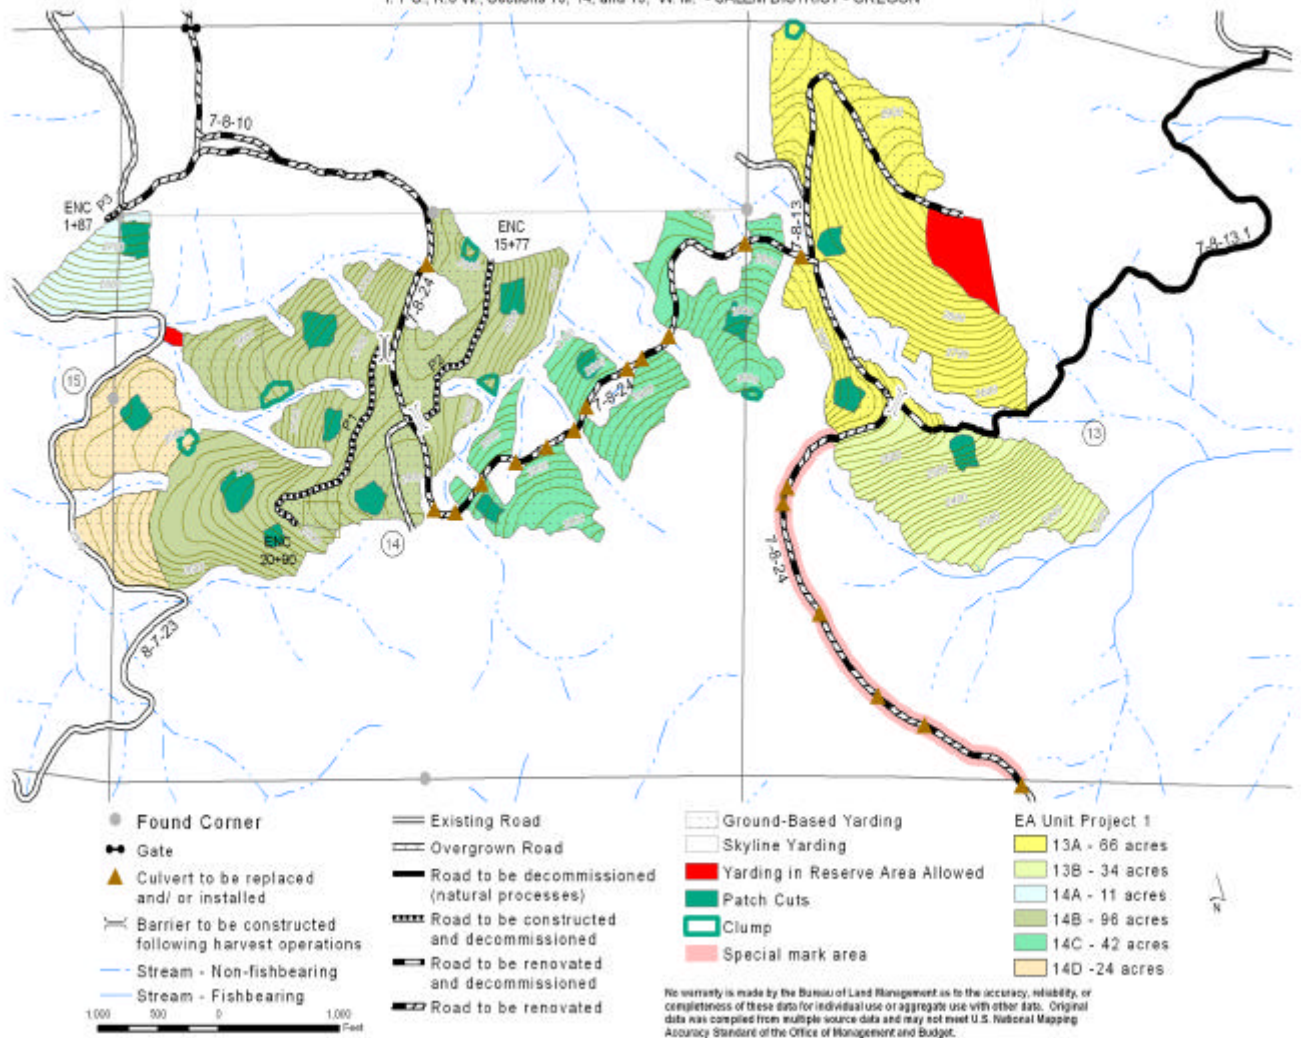 SALEM DISTRICT - OREGON
7-8-10
P3
ENC
1+87
ENC
15+77
7-8-13
7-8-13.1
7-8-24
P2
15
7-8-24
P1
13
14
ENC
20+90
7-8-24
8-7-23
Found Corner
Gate
Culvert to be replaced
and/ or installed
Barrier to be constructed
following harvest operations
Stream - Non-fishbearing
Stream - Fishbearing
1,000 500 0 1,000
Feet
Existing Road
Overgrown Road
Road to be decommissioned
(natural processes)
Road to be constructed
and decommissioned
Road to be renovated
and decommissioned
Road to be renovated
Ground-Based Yarding
Skyline Yarding
Yarding in Reserve Area Allowed
Patch Cuts
Clump
Special mark area
EA Unit Project 1
13A - 66 acres
13B - 34 acres
14A - 11 acres
14B - 96 acres
14C - 42 acres
14D -24 acres
N
No warranty is made by the Bureau of Land Management as to the accuracy, reliability, or
completeness of these data for individual use or aggregate use with other data. Original
data was compiled from multiple source data and may not meet U.S. National Mapping
Accuracy Standard of the Office of Management and Budget.